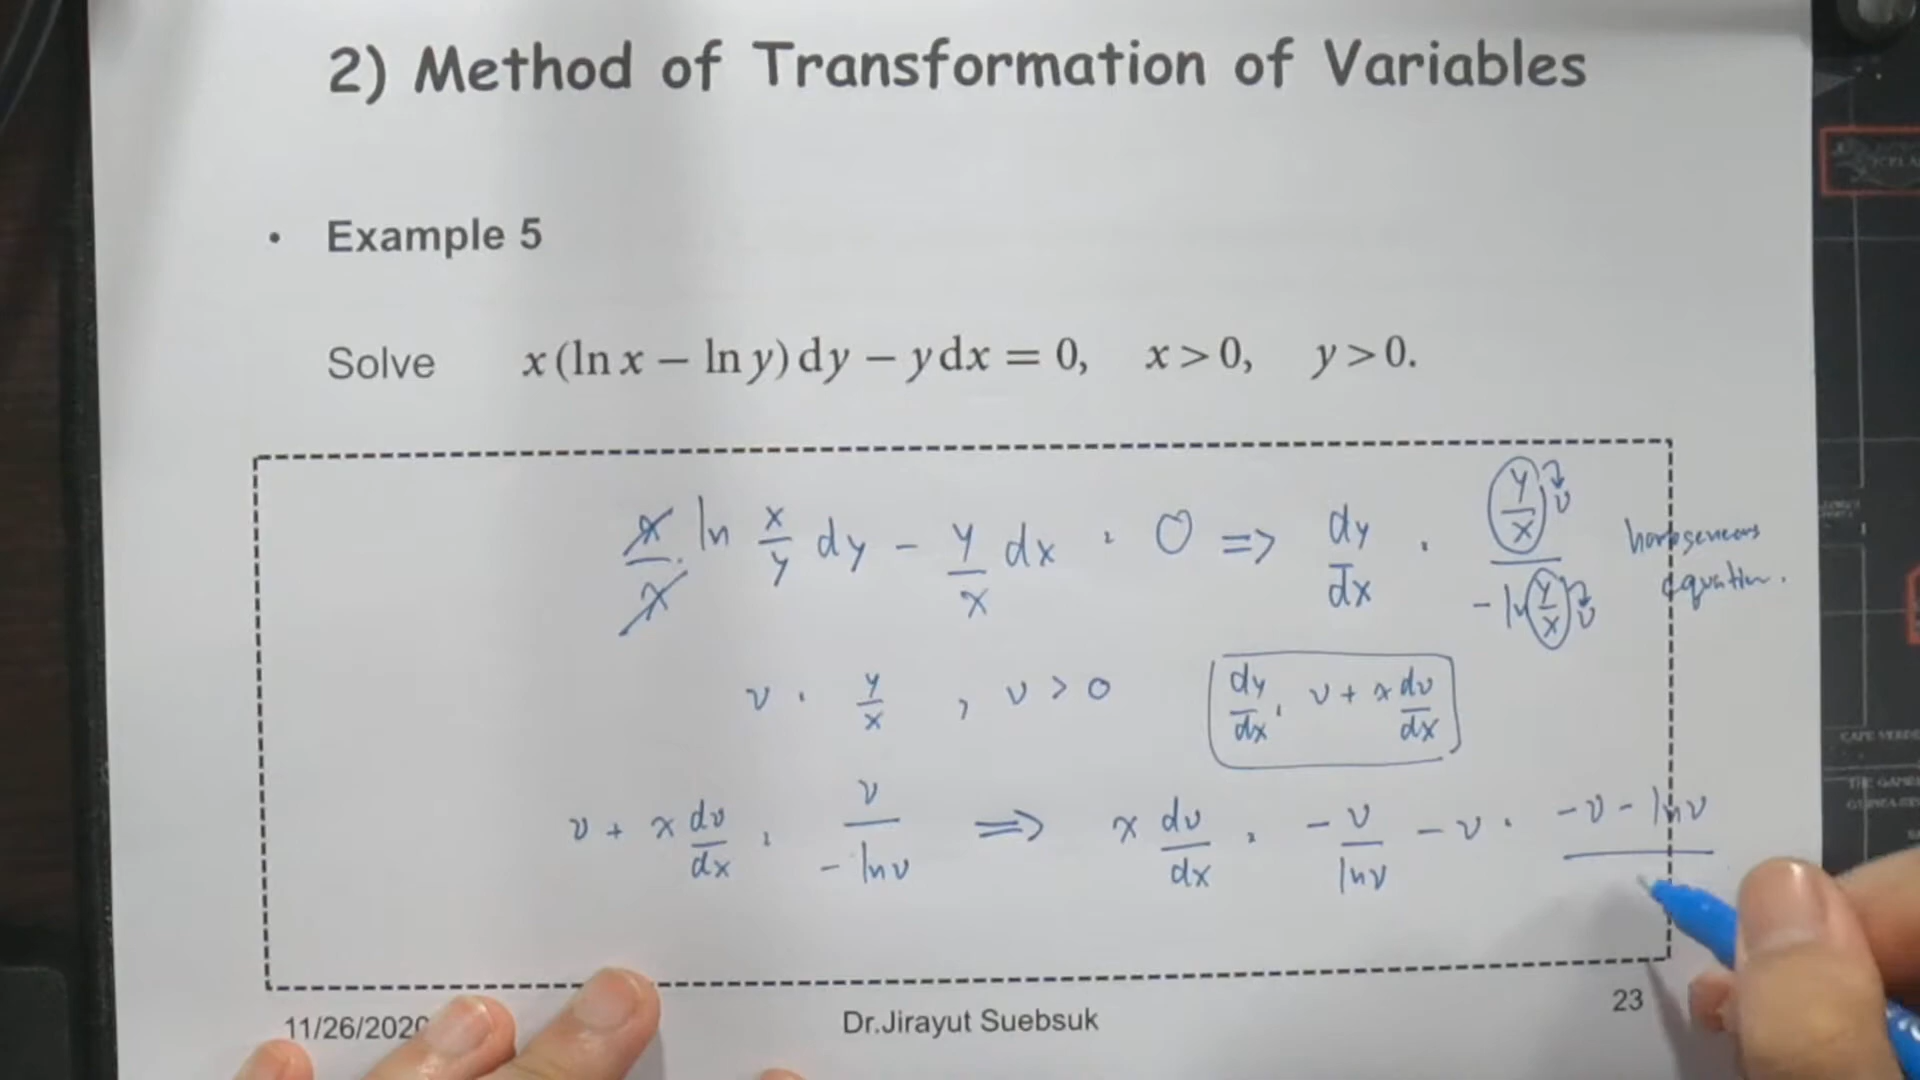 2) Method of Transformation of Variables
• Example 5
Solve x(ln x − ln y)dy − ydx = 0, x>0, y>0.
x/x ln x/y dy − y/x dx = 0 => dy/dx = (y/x)/(−ln(y/x)) v v homogeneous equation.
v = y/x , v > 0 dy/dx = v + x dv/dx
v + x dv/dx = v/(−ln v) => x dv/dx = −v/ln v − v = −v − ln v
11/26/2020 Dr.Jirayut Suebsuk 23